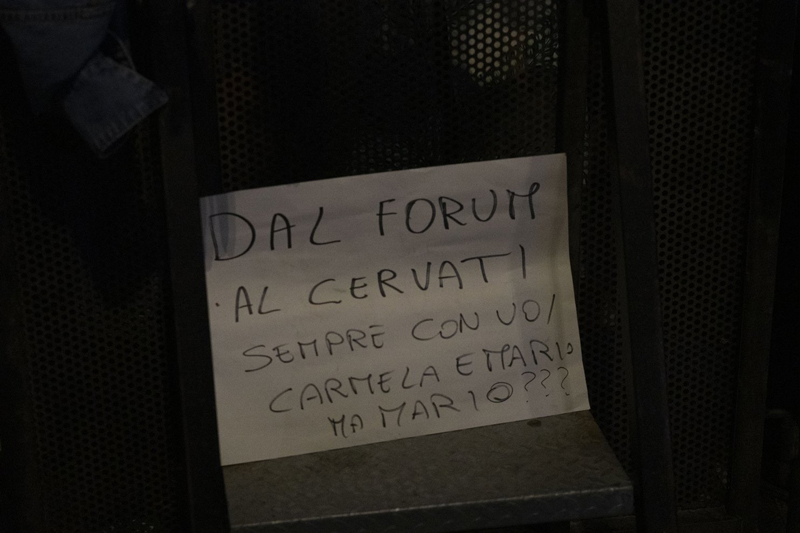 DAL FORUM
AL CERVATI
SEMPRE CON VOI
CARMELA E MARIO
MA MARIO???